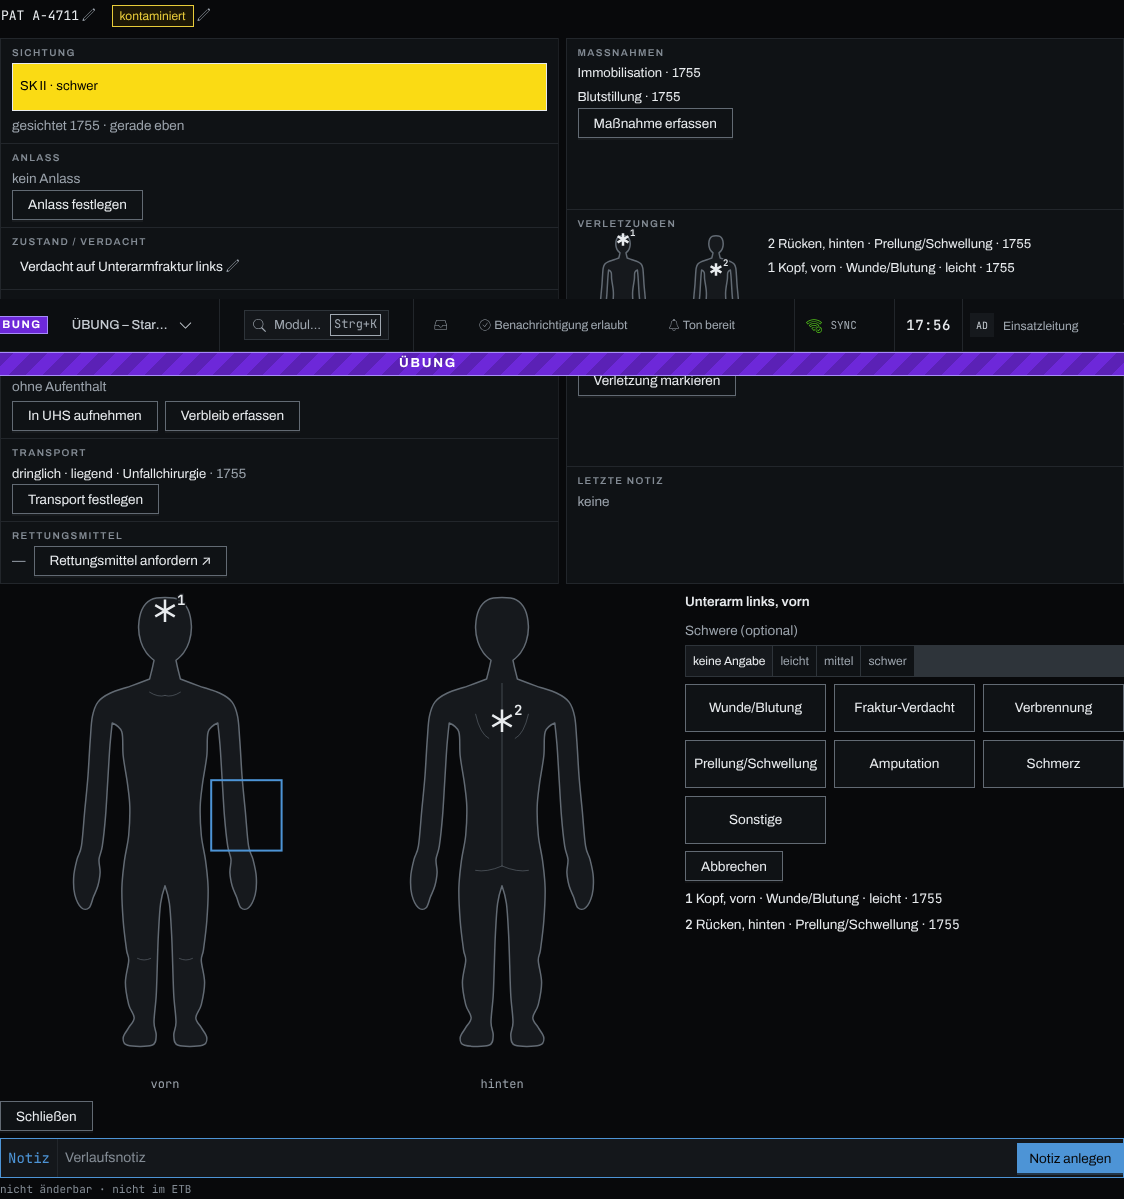 PAT A-4711 kontaminiert
SICHTUNG
SK II · schwer
gesichtet 1755 · gerade eben
ANLASS
kein Anlass
Anlass festlegen
ZUSTAND / VERDACHT
Verdacht auf Unterarmfraktur links
MASSNAHMEN
Immobilisation · 1755
Blutstillung · 1755
Maßnahme erfassen
VERLETZUNGEN
1
2
2 Rücken, hinten · Prellung/Schwellung · 1755
1 Kopf, vorn · Wunde/Blutung · leicht · 1755
BUNG ÜBUNG – Star... Modul... Strg+K Benachrichtigung erlaubt Ton bereit SYNC 17:56 AD Einsatzleitung
ÜBUNG
ohne Aufenthalt
In UHS aufnehmen Verbleib erfassen
TRANSPORT
dringlich · liegend · Unfallchirurgie · 1755
Transport festlegen
RETTUNGSMITTEL
— Rettungsmittel anfordern ↗
Verletzung markieren
LETZTE NOTIZ
keine
1
2
vorn
hinten
Unterarm links, vorn
Schwere (optional)
keine Angabe leicht mittel schwer
Wunde/Blutung Fraktur-Verdacht Verbrennung
Prellung/Schwellung Amputation Schmerz
Sonstige
Abbrechen
1 Kopf, vorn · Wunde/Blutung · leicht · 1755
2 Rücken, hinten · Prellung/Schwellung · 1755
Schließen
Notiz Verlaufsnotiz Notiz anlegen
nicht änderbar · nicht im ETB